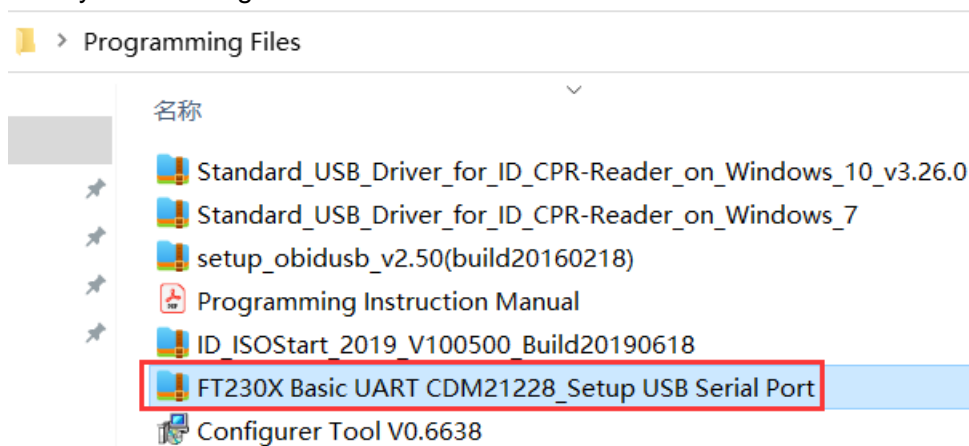 Programming Files
名称
Standard_USB_Driver_for_ID_CPR-Reader_on_Windows_10_v3.26.0
Standard_USB_Driver_for_ID_CPR-Reader_on_Windows_7
setup_obidusb_v2.50(build20160218)
Programming Instruction Manual
ID_ISOStart_2019_V100500_Build20190618
FT230X Basic UART CDM21228_Setup USB Serial Port
Configurer Tool V0.6638